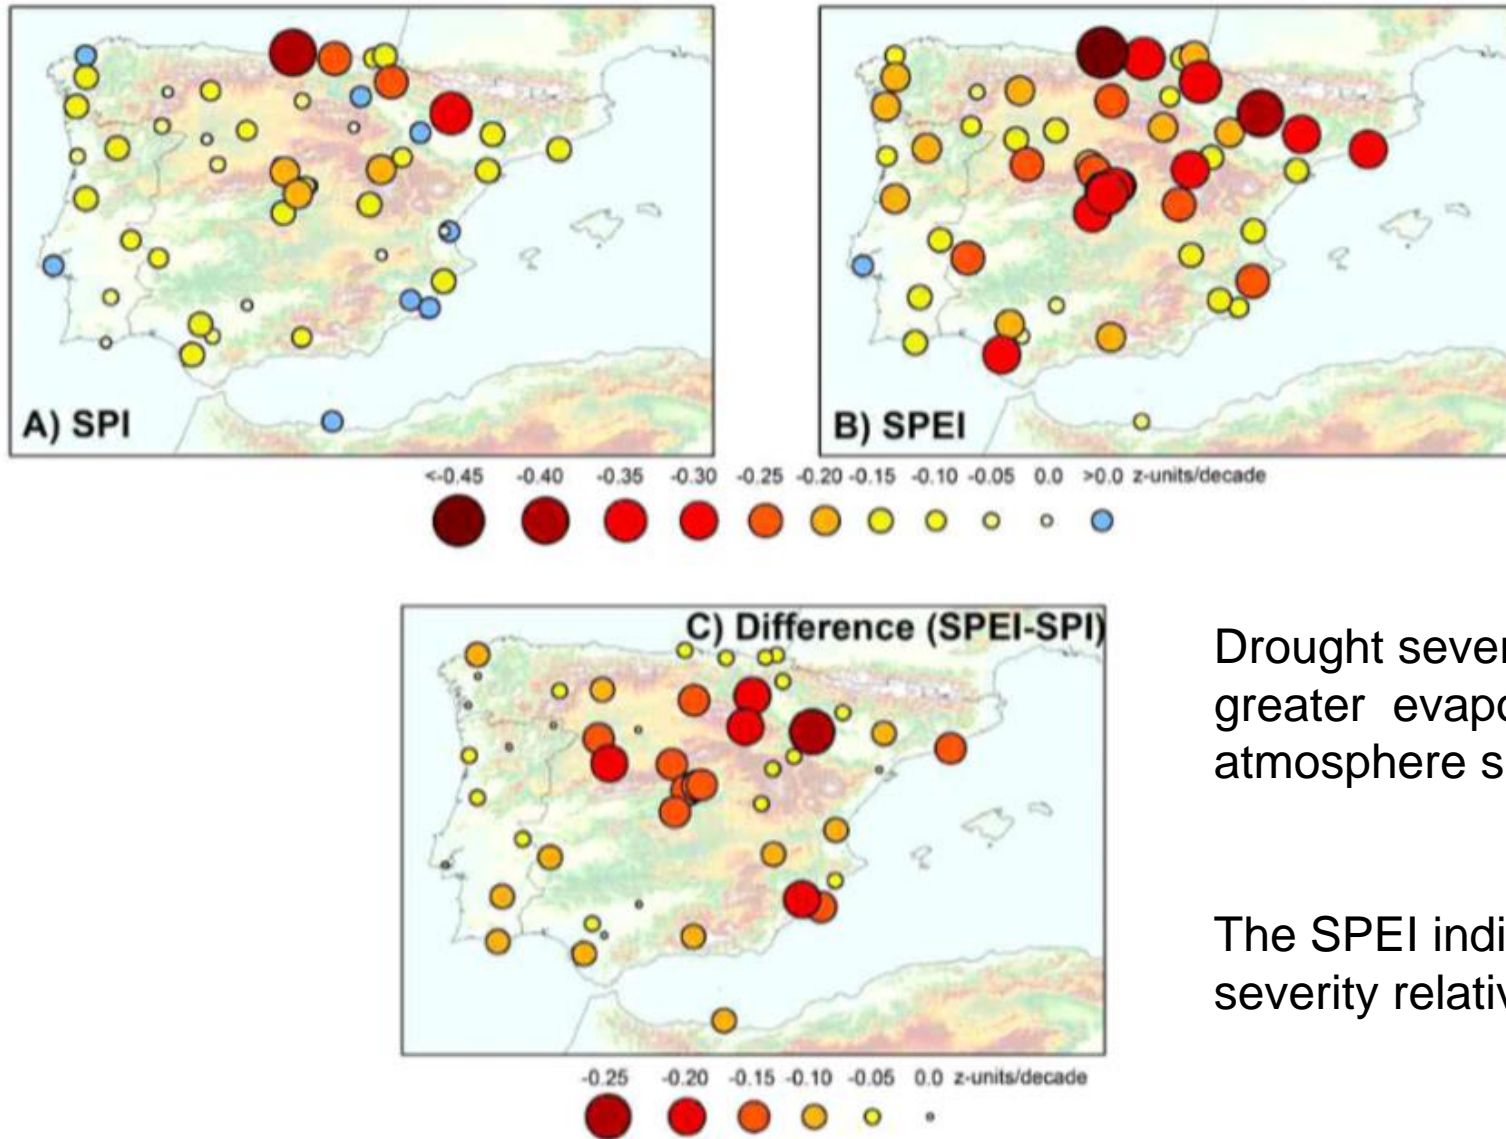 A) SPI
B) SPEI
<-0.45 -0.40 -0.35 -0.30 -0.25 -0.20 -0.15 -0.10 -0.05 0.0 >0.0 z-units/decade
C) Difference (SPEI-SPI)
-0.25 -0.20 -0.15 -0.10 -0.05 0.0 z-units/decade
Drought sever
greater evapo
atmosphere s
The SPEI indi
severity relativ